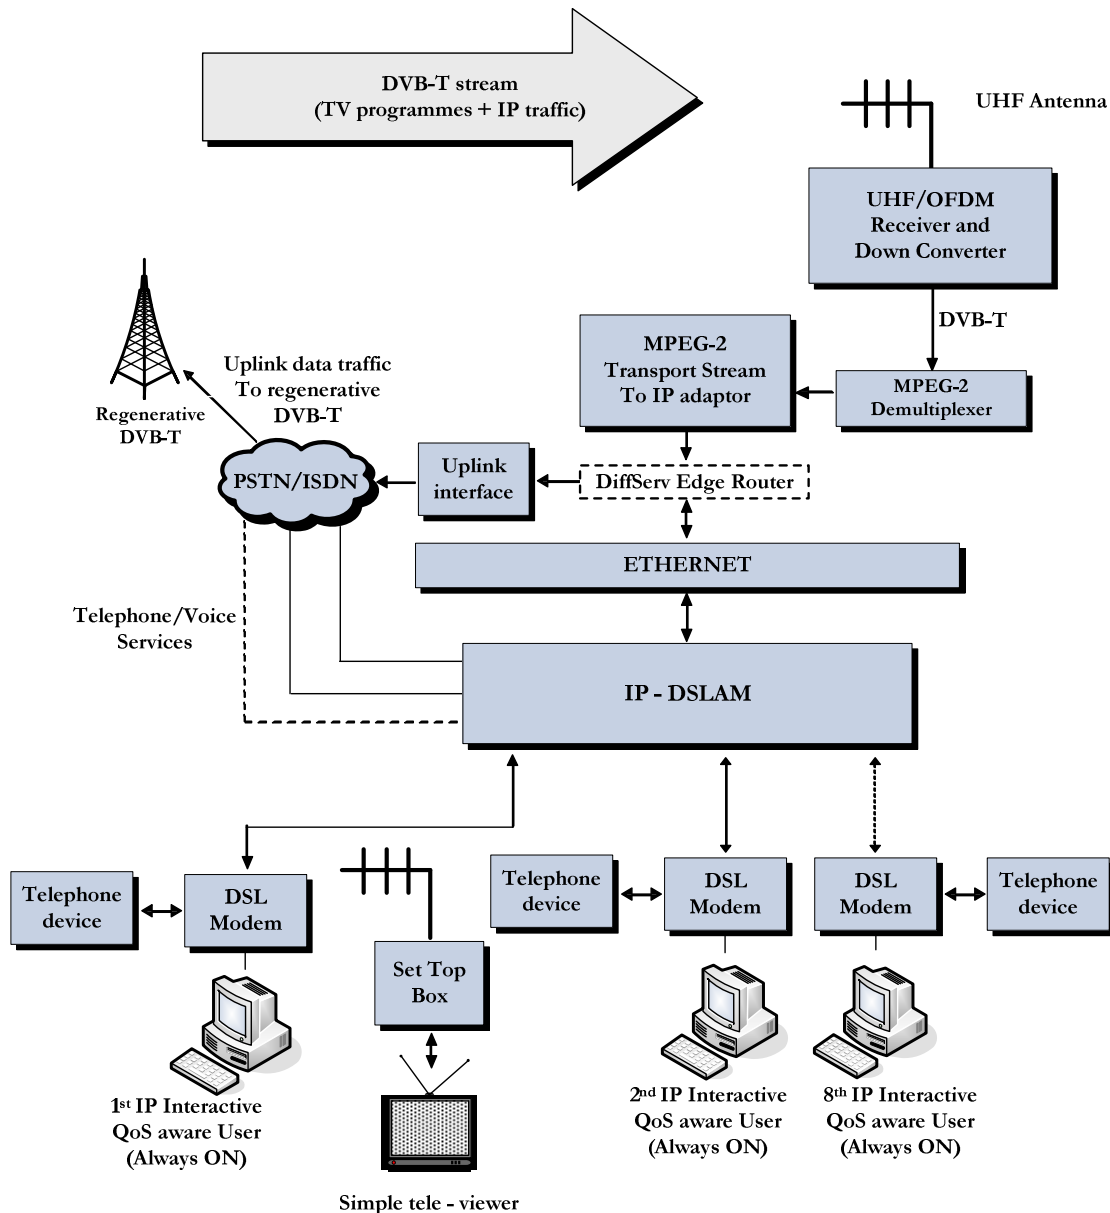 DVB-T stream
(TV programmes + IP traffic)
UHF Antenna
UHF/OFDM
Receiver and
Down Converter
DVB-T
MPEG-2
Transport Stream
To IP adaptor
MPEG-2
Demultiplexer
Uplink data traffic
To regenerative
DVB-T
Regenerative
DVB-T
PSTN/ISDN
Uplink
interface
DiffServ Edge Router
ETHERNET
Telephone/Voice
Services
IP - DSLAM
Telephone
device
DSL
Modem
Set Top
Box
Telephone
device
DSL
Modem
DSL
Modem
Telephone
device
1st IP Interactive
QoS aware User
(Always ON)
2nd IP Interactive
QoS aware User
(Always ON)
8th IP Interactive
QoS aware User
(Always ON)
Simple tele - viewer